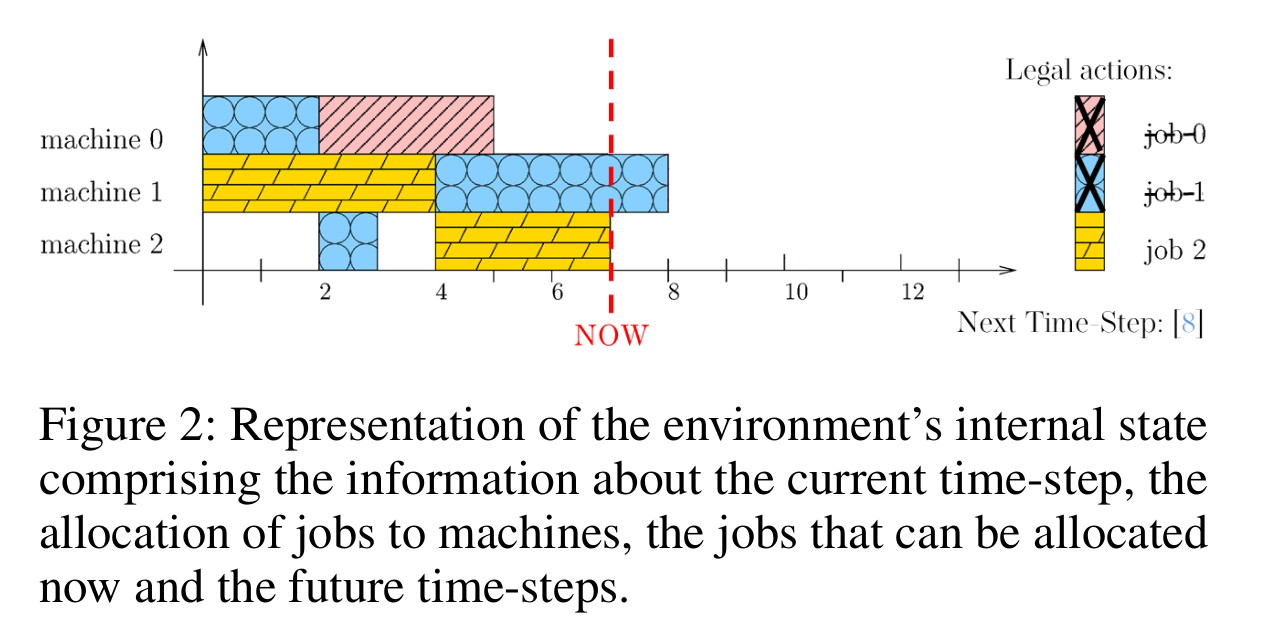 Legal actions:
machine 0
job 0
machine 1
job 1
machine 2
job 2
2 4 6 8 10 12
NOW
Next Time-Step: [8]
Figure 2: Representation of the environment’s internal state
comprising the information about the current time-step, the
allocation of jobs to machines, the jobs that can be allocated
now and the future time-steps.